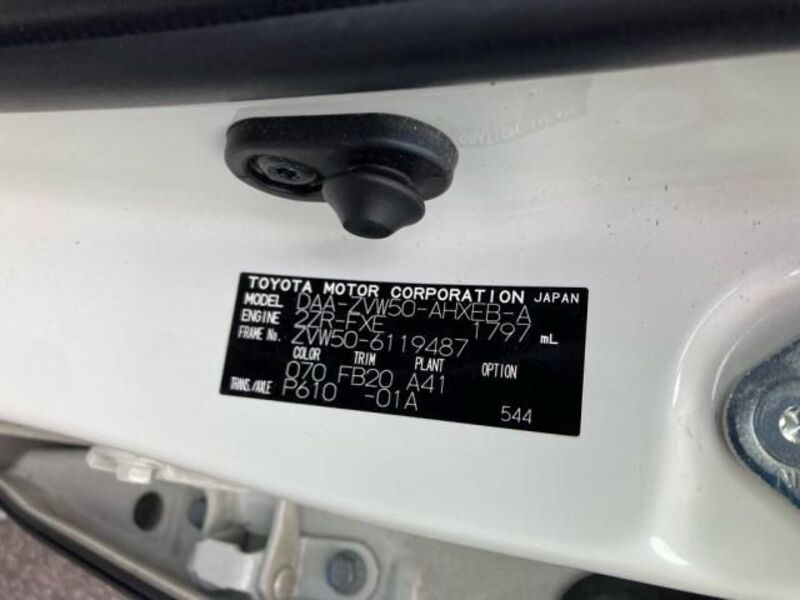 TOYOTA MOTOR CORPORATION JAPAN
MODEL DAA-ZVW50-AHXEB-A
ENGINE 2ZR-FXE 1797 mL
FRAME No. ZVW50-6119487
COLOR TRIM PLANT OPTION
070 FB20 A41
TRANS./AXLE P610 -01A
544